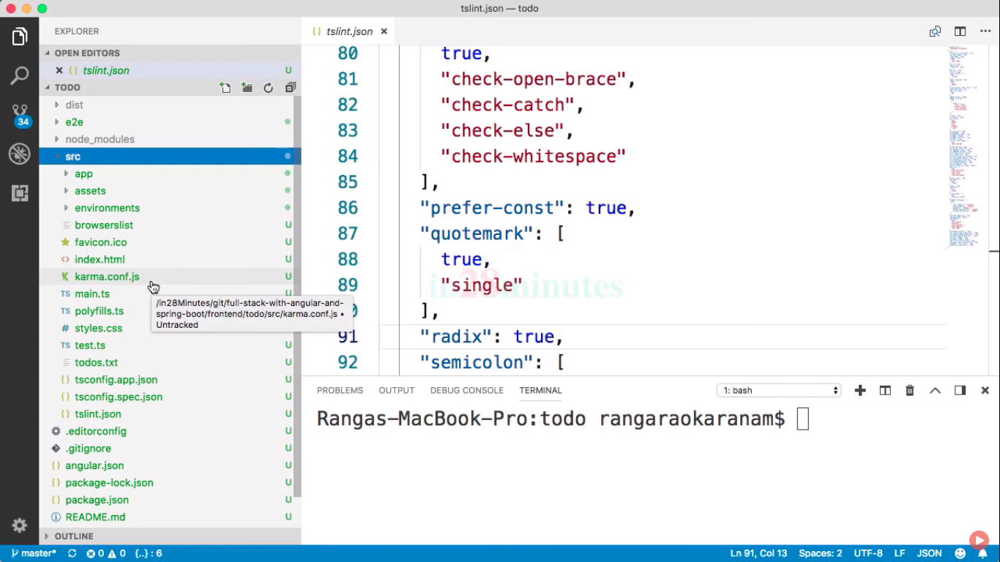 tslint.json — todo
EXPLORER
OPEN EDITORS
tslint.json U
TODO
dist
e2e
node_modules
34
src
app
assets
environments
browserslist U
favicon.ico U
index.html U
karma.conf.js U
main.ts U
polyfills.ts
styles.css
test.ts U
todos.txt U
tsconfig.app.json U
tsconfig.spec.json U
tslint.json U
.editorconfig U
.gitignore U
angular.json U
package-lock.json U
package.json U
README.md U
OUTLINE
/in28Minutes/git/full-stack-with-angular-and-
spring-boot/frontend/todo/src/karma.conf.js •
Untracked
tslint.json
80 true,
81 "check-open-brace",
82 "check-catch",
83 "check-else",
84 "check-whitespace"
85 ],
86 "prefer-const": true,
87 "quotemark": [
88 true,
89 "single"
0 ],
91 "radix": true,
92 "semicolon": [
in28minutes
PROBLEMS OUTPUT DEBUG CONSOLE TERMINAL 1: bash
Rangas-MacBook-Pro:todo rangaraokaranam$
master* 0 0 {..} : 6 Ln 91, Col 13 Spaces: 2 UTF-8 LF JSON